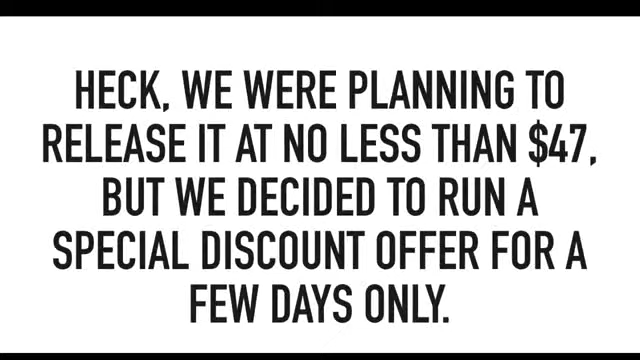 HECK, WE WERE PLANNING TO
RELEASE IT AT NO LESS THAN $47,
BUT WE DECIDED TO RUN A
SPECIAL DISCOUNT OFFER FOR A
FEW DAYS ONLY.